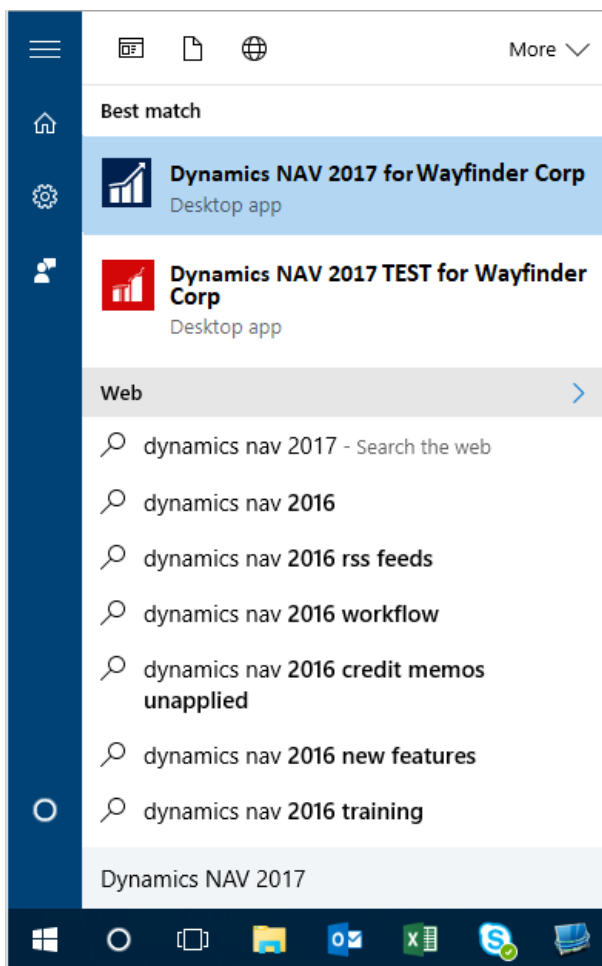 More
Best match
Dynamics NAV 2017 for Wayfinder Corp
Desktop app
Dynamics NAV 2017 TEST for Wayfinder
Corp
Desktop app
Web
dynamics nav 2017 - Search the web
dynamics nav 2016
dynamics nav 2016 rss feeds
dynamics nav 2016 workflow
dynamics nav 2016 credit memos
unapplied
dynamics nav 2016 new features
dynamics nav 2016 training
Dynamics NAV 2017